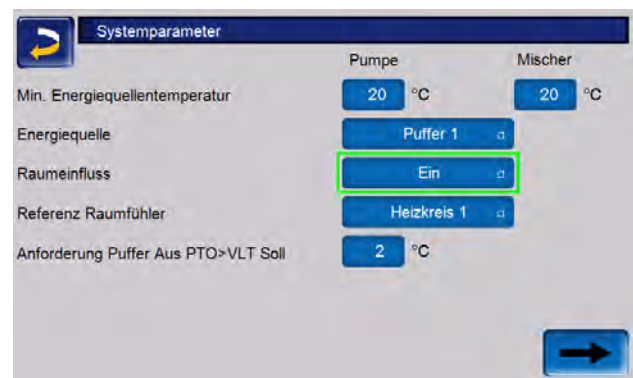 Systemparameter
Pumpe Mischer
Min. Energiequellentemperatur 20 °C 20 °C
Energiequelle Puffer 1
Raumeinfluss Ein
Referenz Raumfühler Heizkreis 1
Anforderung Puffer Aus PTO>VLT Soll 2 °C